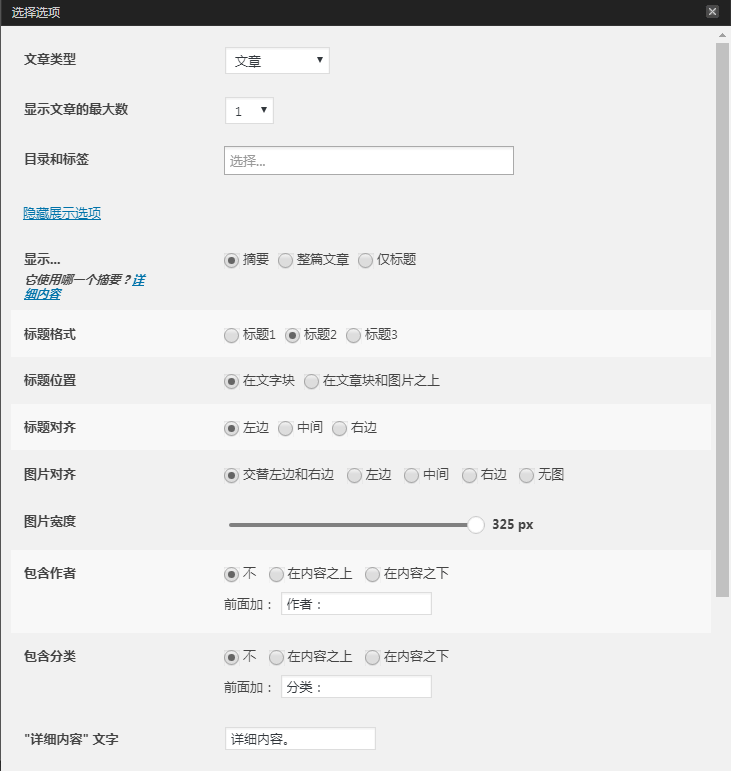 选择选项
文章类型 文章
显示文章的最大数 1
目录和标签 选择...
隐藏展示选项
显示... 摘要 整篇文章 仅标题
它使用哪一个摘要？详
细内容
标题格式 标题1 标题2 标题3
标题位置 在文字块 在文章块和图片之上
标题对齐 左边 中间 右边
图片对齐 交替左边和右边 左边 中间 右边 无图
图片宽度 325 px
包含作者 不 在内容之上 在内容之下
前面加： 作者：
包含分类 不 在内容之上 在内容之下
前面加： 分类：
"详细内容" 文字 详细内容。